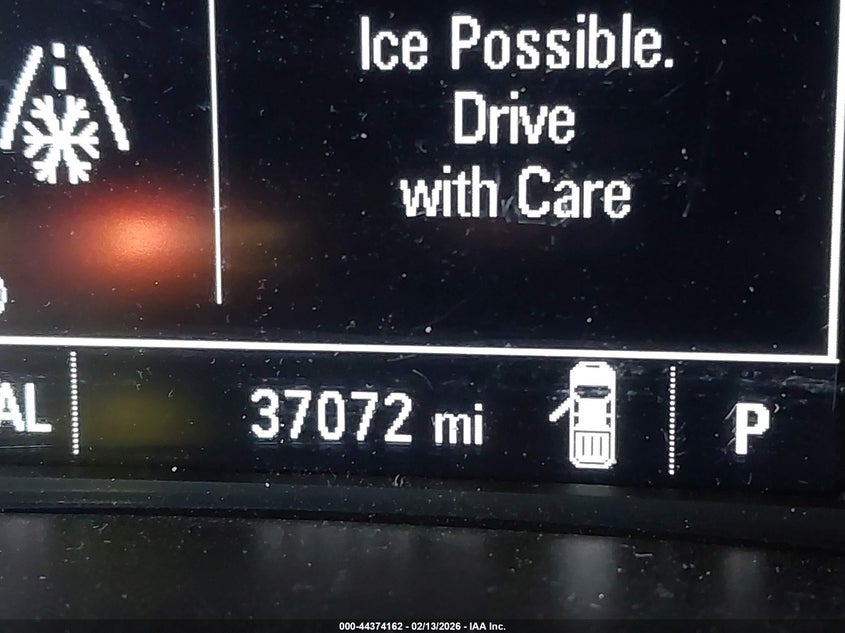 Ice Possible.
Drive
with Care
AL
37072 mi
P
000-44374162 - 02/13/2026 - IAA Inc.